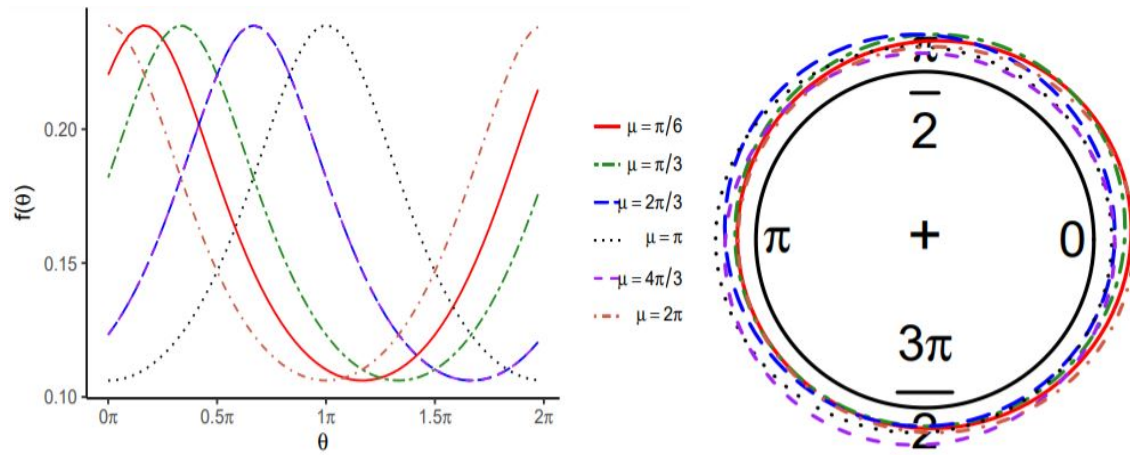 f(θ)
0.20
0.15
0.10
0π
0.5π
1π
1.5π
2π
θ
μ = π/6
μ = π/3
μ = 2π/3
μ = π
μ = 4π/3
μ = 2π
π
2
π
+
0
3π
2